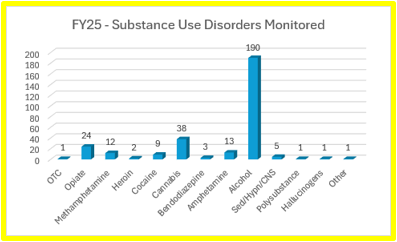 FY25 - Substance Use Disorders Monitored
200
180
160
140
120
100
80
60
40
20
0
1
24
12
2
9
38
3
13
190
5
1
1
1
OTC
Opiate
Methamphetamine
Heroin
Cocaine
Cannabis
Bendodiazepine
Amphetamine
Alcohol
Sed/Hypn/CNS
Polysubstance
Hallucinogens
Other